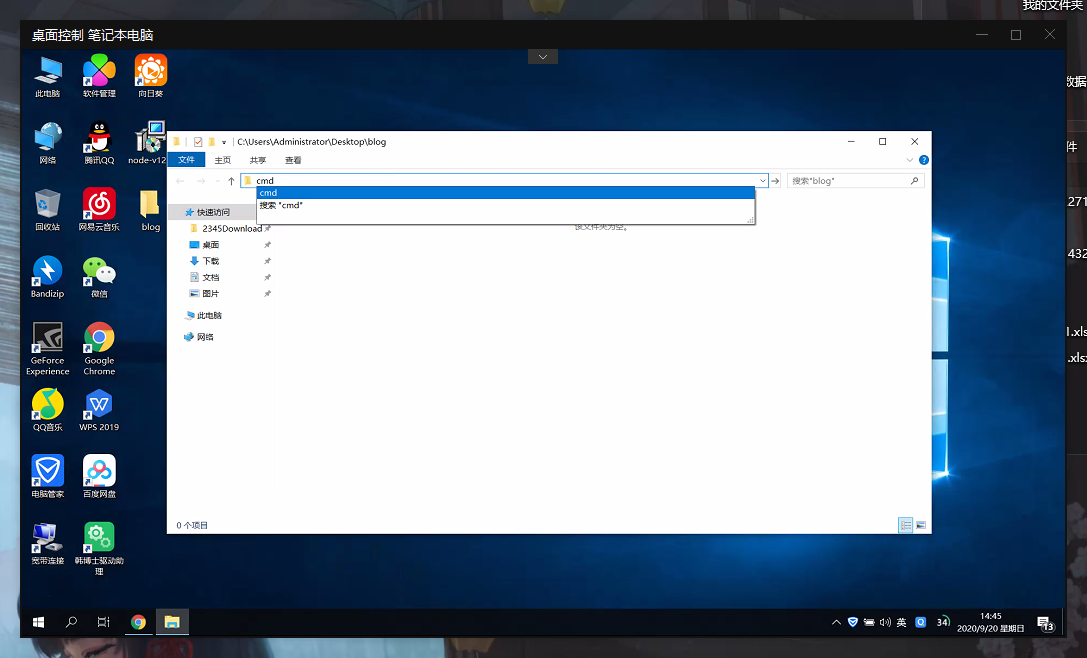 我的文件夹
桌面控制 笔记本电脑
此电脑
软件管理
向日葵
数据
C:\Users\Administrator\Desktop\blog
件
网络
腾讯QQ
node-v12
文件
主页
共享
查看
cmd
搜索"blog"
cmd
搜索 "cmd"
271
回收站
网易云音乐
blog
快速访问
2345Download
该文件夹为空。
桌面
下载
文档
图片
432
Bandizip
微信
此电脑
网络
1.xls
.xls
GeForce Experience
Google Chrome
QQ音乐
WPS 2019
电脑管家
百度网盘
0 个项目
宽带连接
韩博士驱动助理
英
34
14:45
2020/9/20 星期日
13